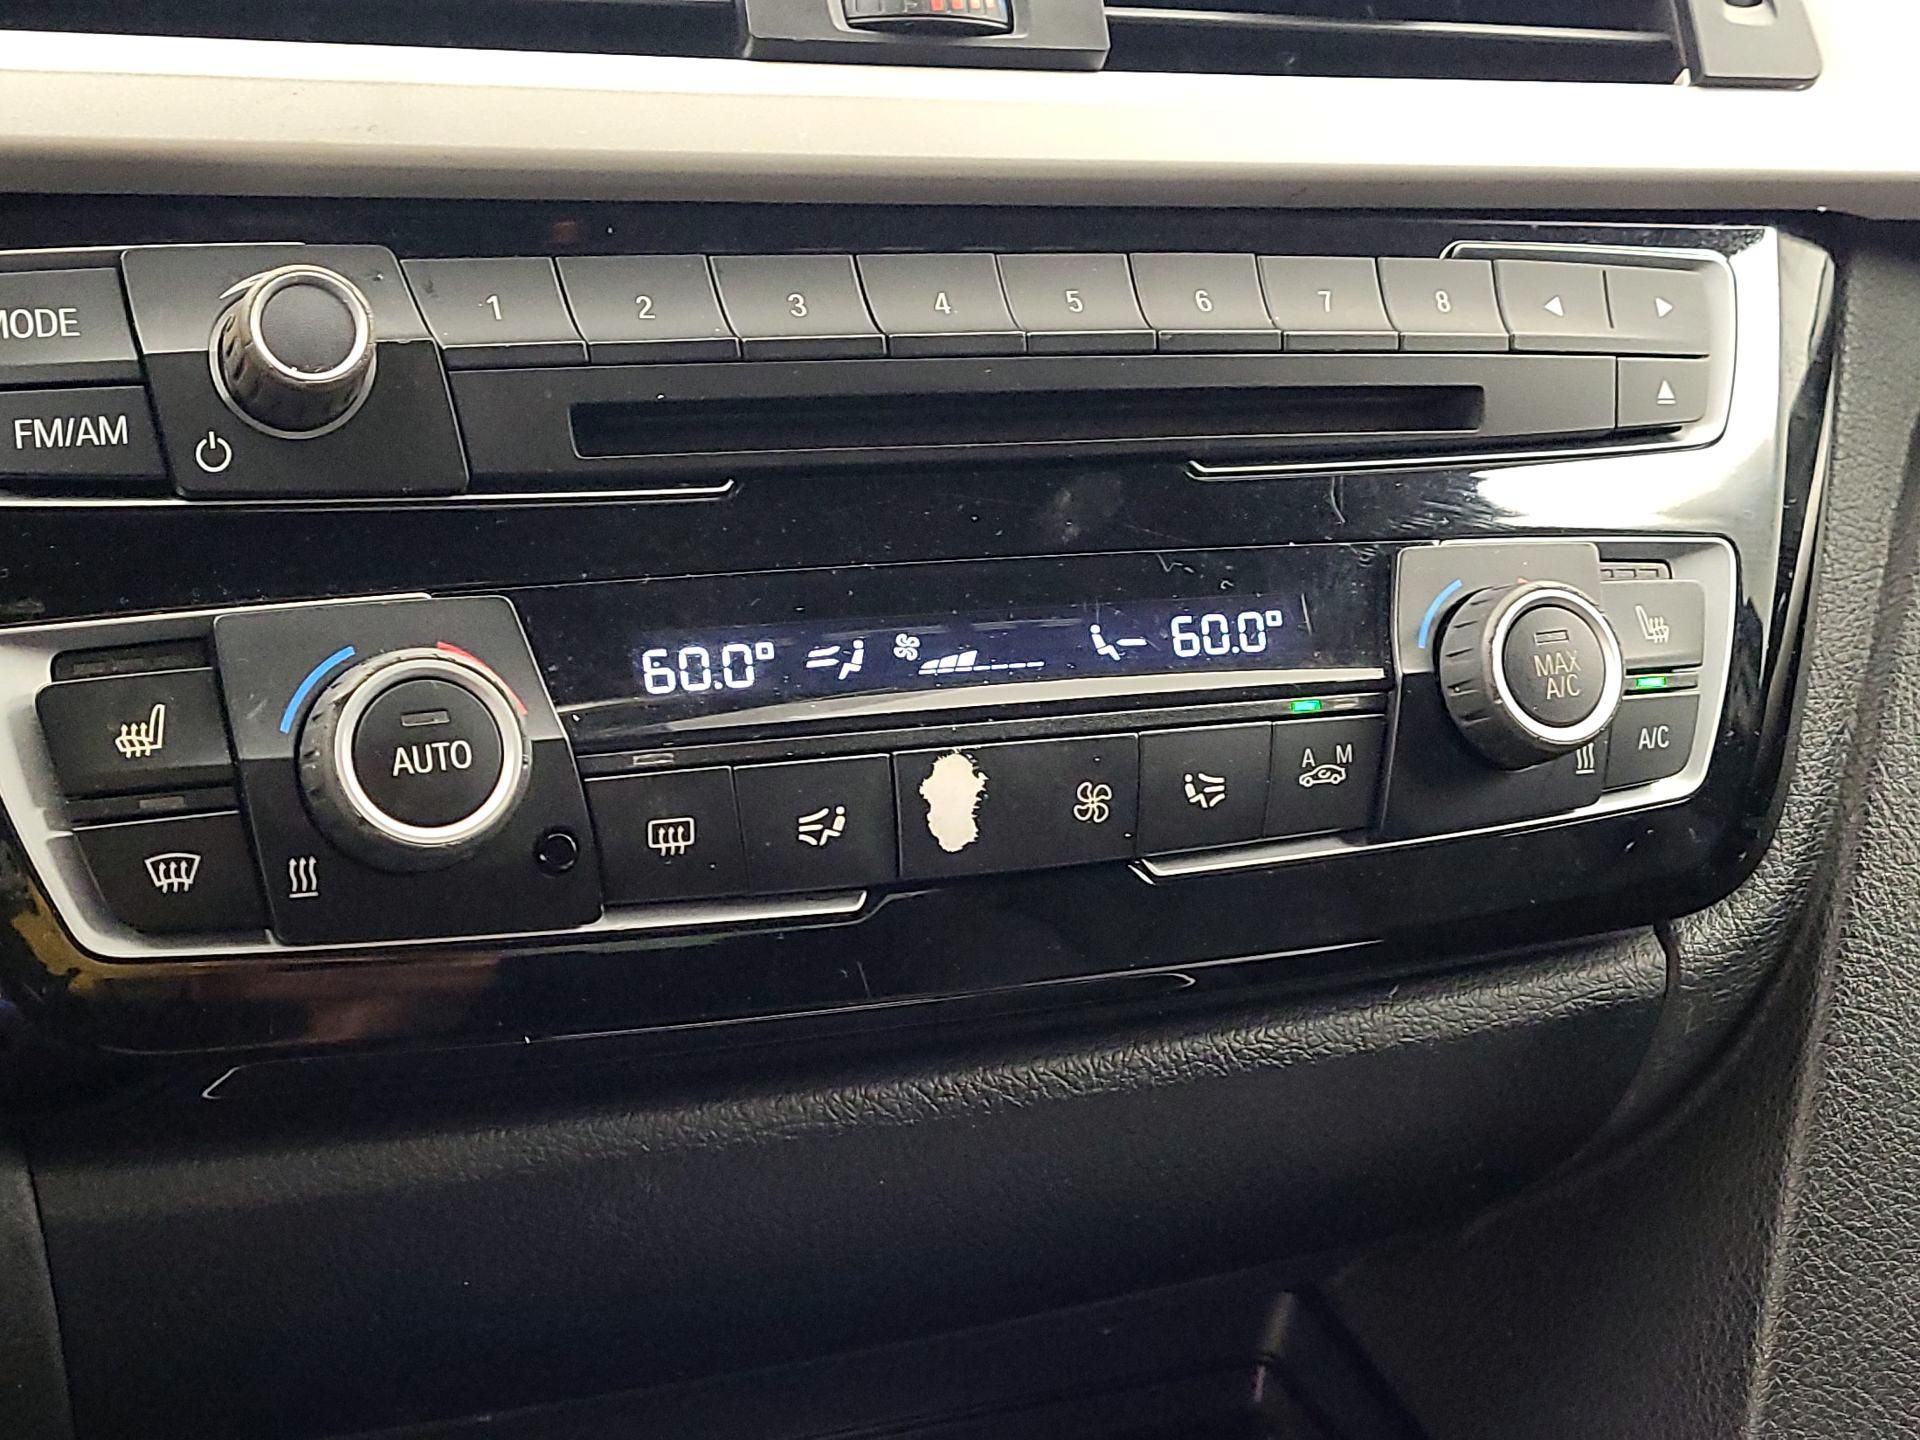 MODE
1 2 3 4 5 6 7 8
FM/AM
60.0° 60.0°
AUTO
MAX
A/C
A M
A/C